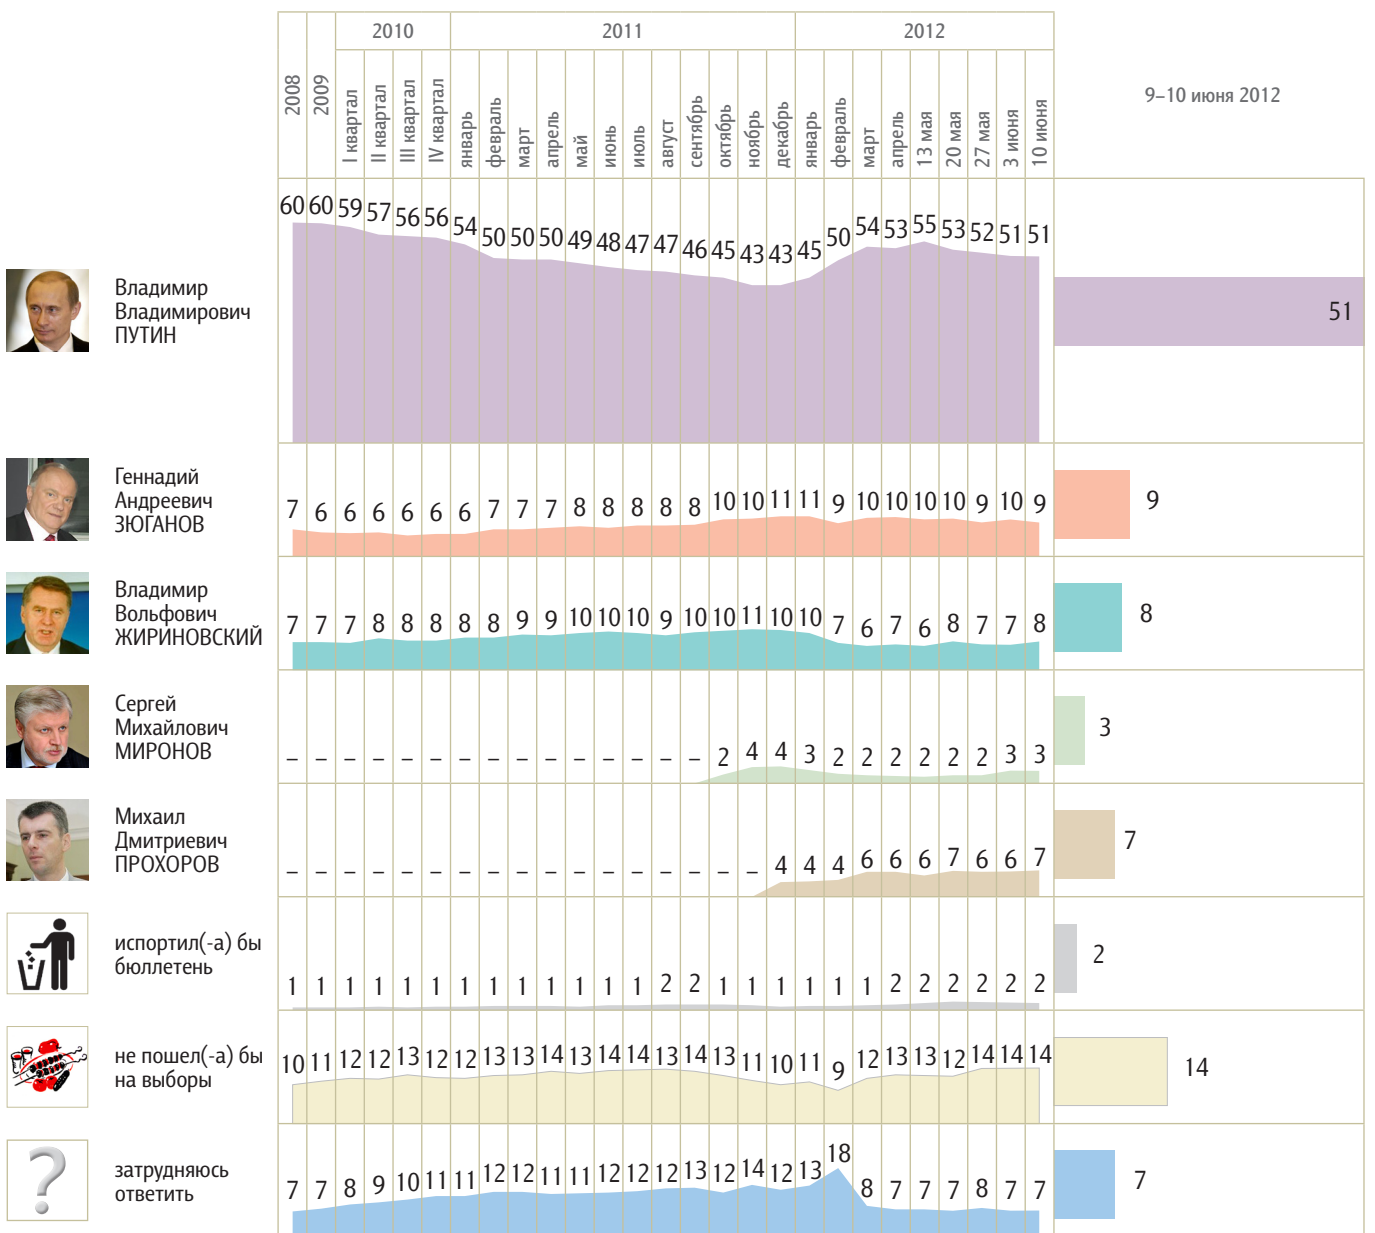 2010 2011 2012
2008 2009 I квартал II квартал III квартал IV квартал январь февраль март апрель май июнь июль август сентябрь октябрь ноябрь декабрь январь февраль март апрель 13 мая 20 мая 27 мая 3 июня 10 июня
9–10 июня 2012
60 60 59 57 56 56 54 50 50 50 49 48 47 47 46 45 43 43 45 50 54 53 55 53 52 51 51
Владимир
Владимирович
ПУТИН
51
Геннадий
Андреевич
ЗЮГАНОВ
7 6 6 6 6 6 6 7 7 7 8 8 8 8 8 10 10 11 11 9 10 10 10 10 9 10 9
9
Владимир
Вольфович
ЖИРИНОВСКИЙ
7 7 7 8 8 8 8 8 9 9 10 10 10 9 10 10 11 10 10 7 6 7 6 8 7 7 8
8
Сергей
Михайлович
МИРОНОВ
– – – – – – – – – – – – – – – 2 4 4 3 2 2 2 2 2 2 3 3
3
Михаил
Дмитриевич
ПРОХОРОВ
– – – – – – – – – – – – – – – – – 4 4 4 6 6 6 7 6 6 7
7
испортил(-а) бы
бюллетень
1 1 1 1 1 1 1 1 1 1 1 1 1 2 2 1 1 1 1 1 1 2 2 2 2 2 2
2
не пошел(-а) бы
на выборы
10 11 12 12 13 12 12 13 13 14 13 14 14 13 14 13 11 10 11 9 12 13 13 12 14 14 14
14
затрудняюсь
ответить
7 7 8 9 10 11 11 12 12 11 11 12 12 12 13 12 14 12 13 18 8 7 7 7 8 7 7
7